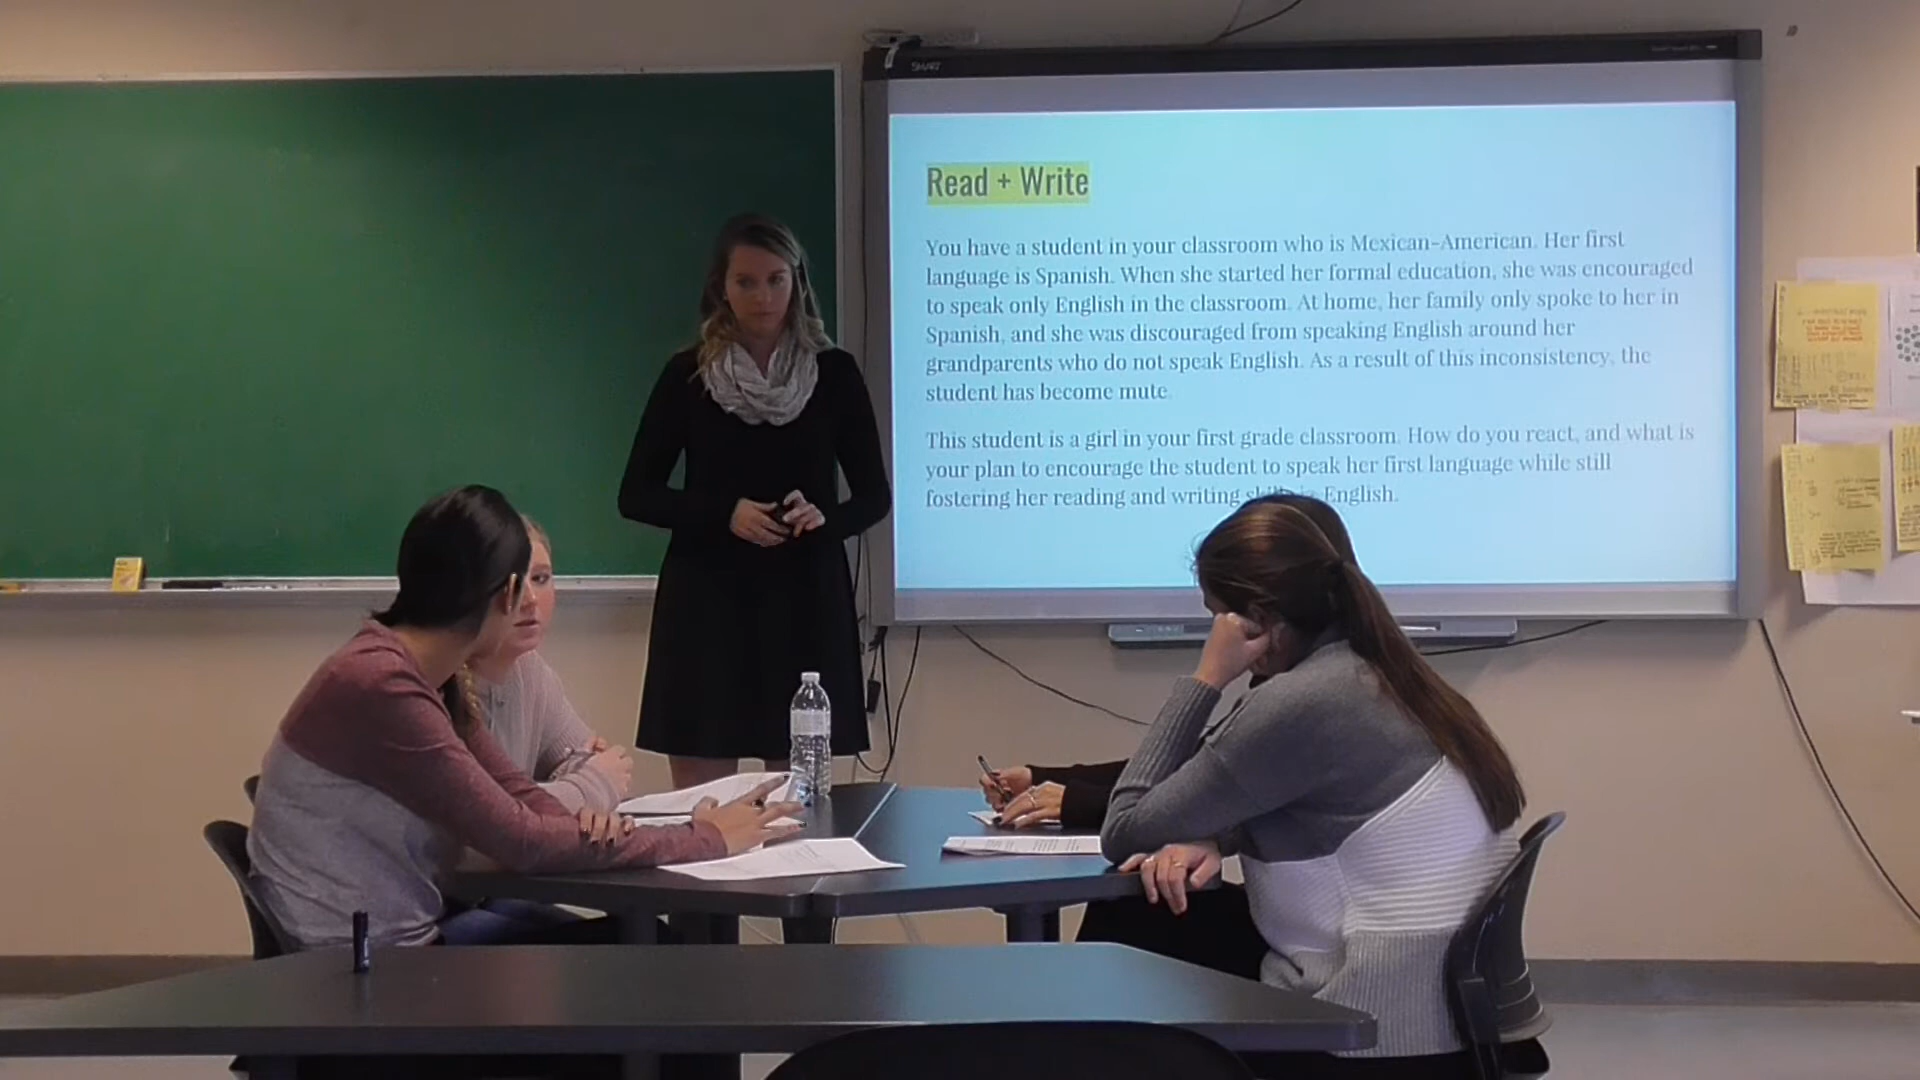 SMART
Read + Write
You have a student in your classroom who is Mexican-American. Her first
language is Spanish. When she started her formal education, she was encouraged
to speak only English in the classroom. At home, her family only spoke to her in
Spanish, and she was discouraged from speaking English around her
grandparents who do not speak English. As a result of this inconsistency, the
student has become mute.
This student is a girl in your first grade classroom. How do you react, and what is
your plan to encourage the student to speak her first language while still
fostering her reading and writing English.